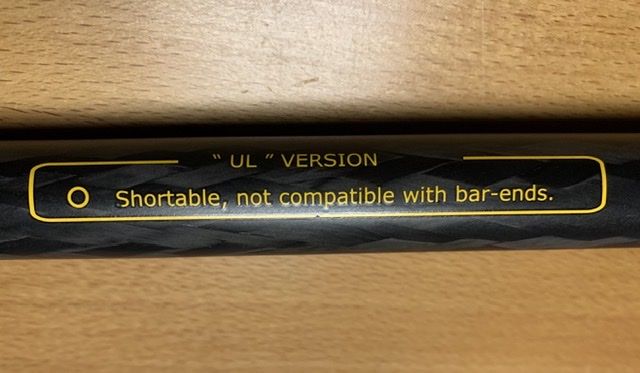 “ UL ” VERSION
Shortable, not compatible with bar-ends.